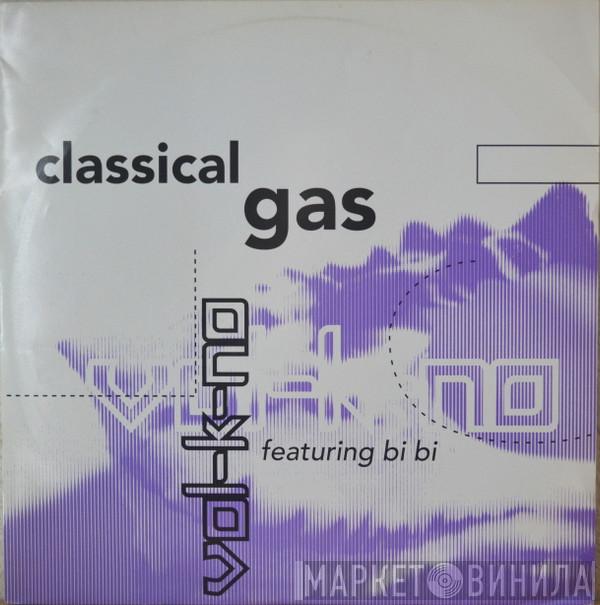 classical
gas
vol-k-no
vol-k-no
featuring bi bi
МАРКЕТ ВИНИЛА